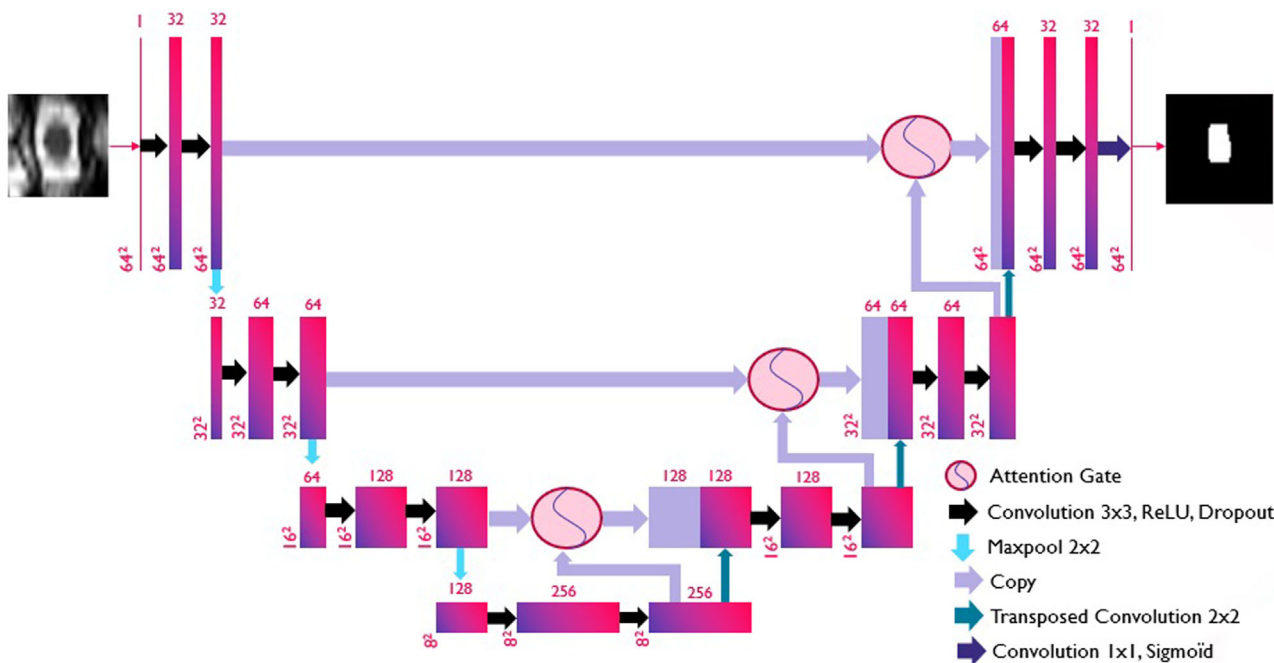 1 32 32
64 32 32 1
64² 64² 64²
64² 64² 64² 64²
32 64 64
64 64 64
32² 32² 32²
32² 32² 32²
64 128 128
128 128 128
16² 16² 16²
16² 16²
128 256 256
8² 8² 8²
Attention Gate
Convolution 3x3, ReLU, Dropout
Maxpool 2x2
Copy
Transposed Convolution 2x2
Convolution 1x1, Sigmoïd